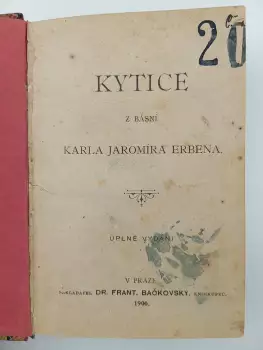 20
KYTICE
Z BÁSNÍ
KARLA JAROMÍRA ERBENA.
ÚPLNÉ VYDÁNÍ
V PRAZE.
NAKLADATEL DR. FRANT. BAČKOVSKÝ, KNIHKUPEC.
1906.